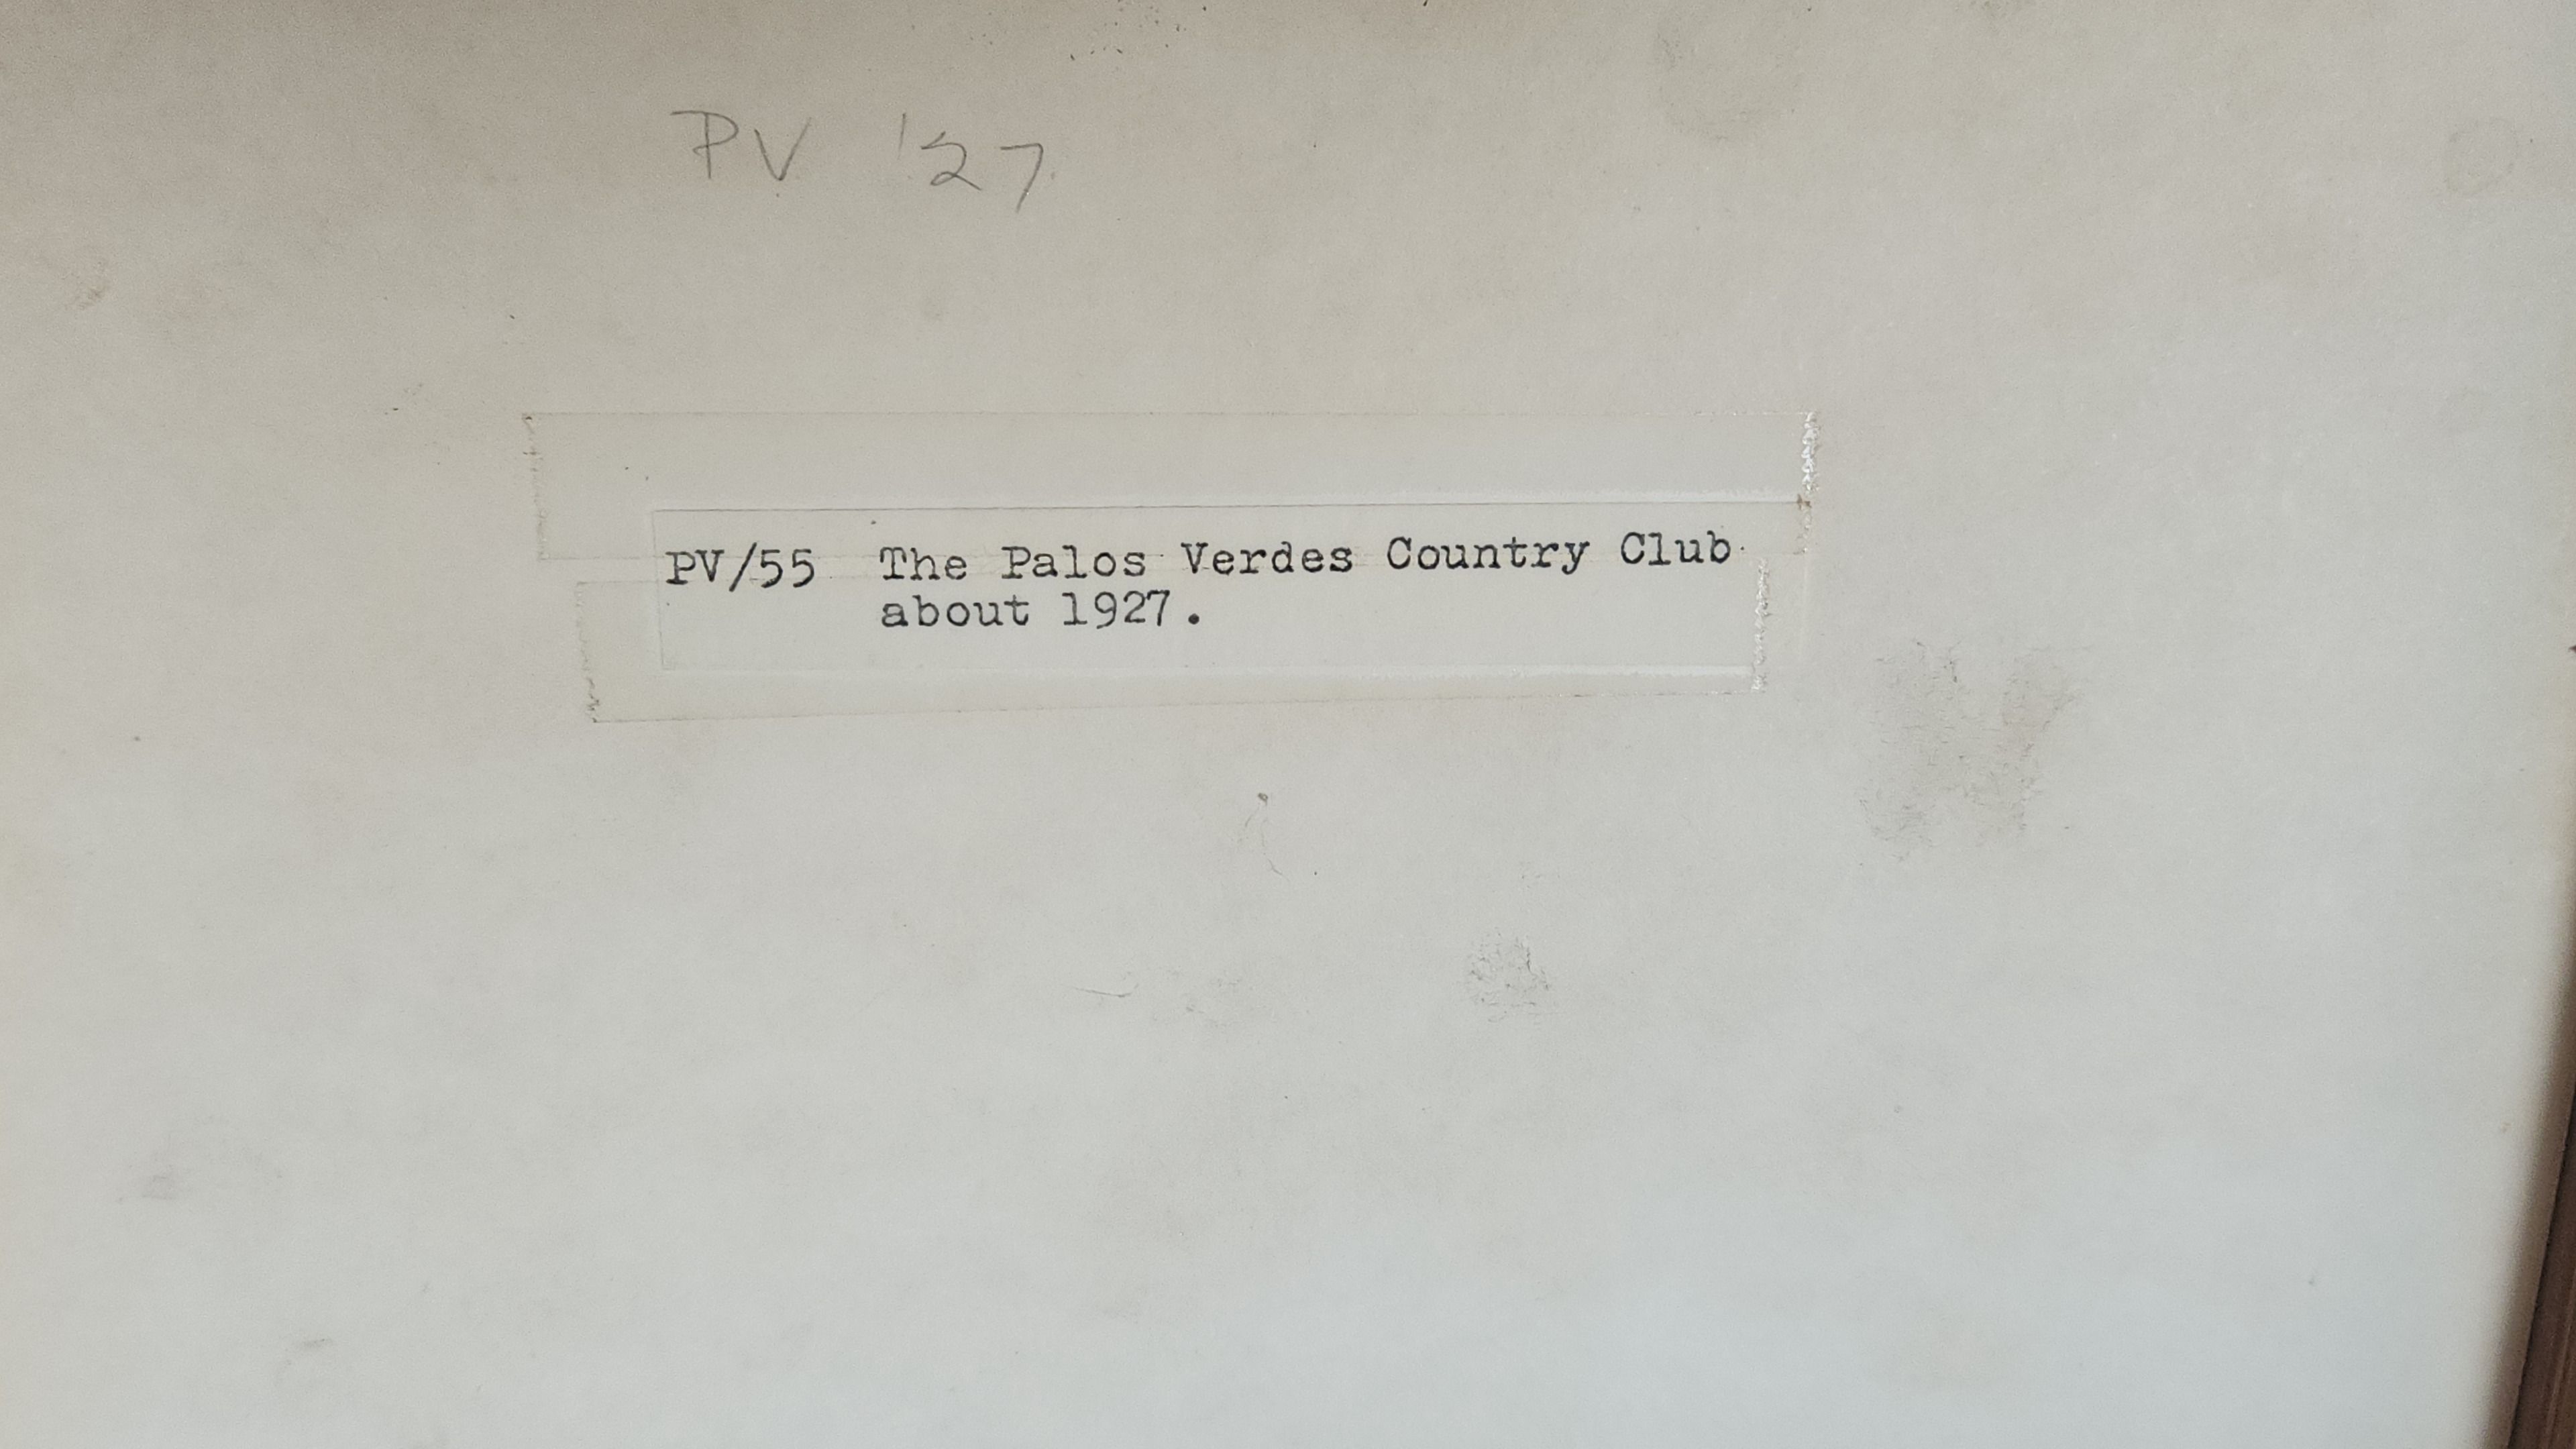 PV '27
PV/55 The Palos Verdes Country Club
about 1927.